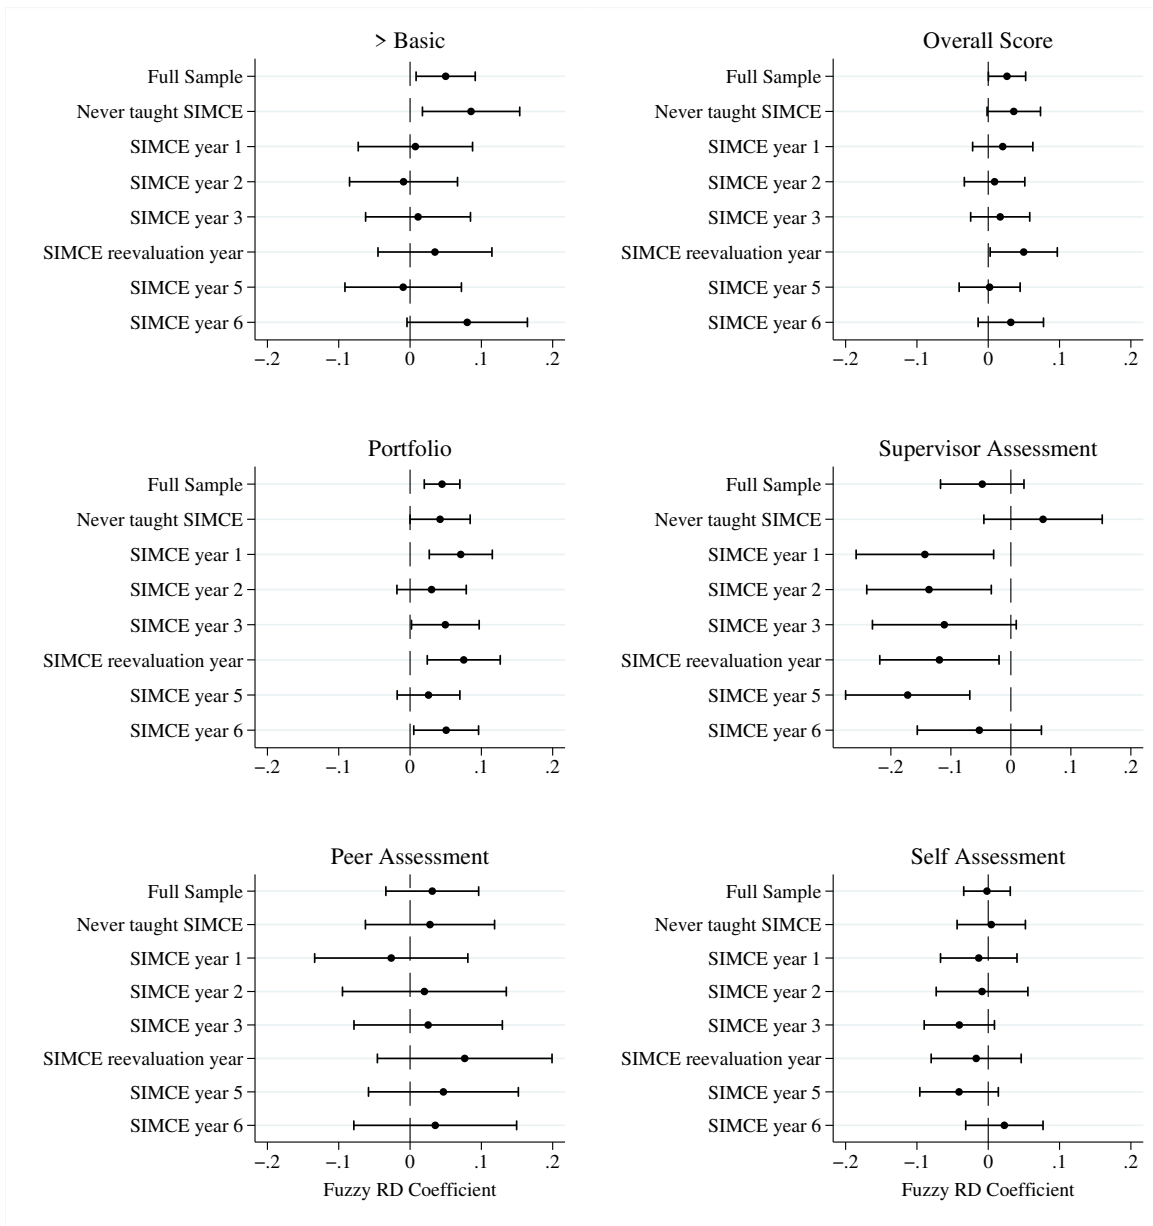 > Basic
Full Sample
Never taught SIMCE
SIMCE year 1
SIMCE year 2
SIMCE year 3
SIMCE reevaluation year
SIMCE year 5
SIMCE year 6
−.2 −.1 0 .1 .2
Overall Score
Full Sample
Never taught SIMCE
SIMCE year 1
SIMCE year 2
SIMCE year 3
SIMCE reevaluation year
SIMCE year 5
SIMCE year 6
−.2 −.1 0 .1 .2
Portfolio
Full Sample
Never taught SIMCE
SIMCE year 1
SIMCE year 2
SIMCE year 3
SIMCE reevaluation year
SIMCE year 5
SIMCE year 6
−.2 −.1 0 .1 .2
Supervisor Assessment
Full Sample
Never taught SIMCE
SIMCE year 1
SIMCE year 2
SIMCE year 3
SIMCE reevaluation year
SIMCE year 5
SIMCE year 6
−.2 −.1 0 .1 .2
Peer Assessment
Full Sample
Never taught SIMCE
SIMCE year 1
SIMCE year 2
SIMCE year 3
SIMCE reevaluation year
SIMCE year 5
SIMCE year 6
−.2 −.1 0 .1 .2
Fuzzy RD Coefficient
Self Assessment
Full Sample
Never taught SIMCE
SIMCE year 1
SIMCE year 2
SIMCE year 3
SIMCE reevaluation year
SIMCE year 5
SIMCE year 6
−.2 −.1 0 .1 .2
Fuzzy RD Coefficient